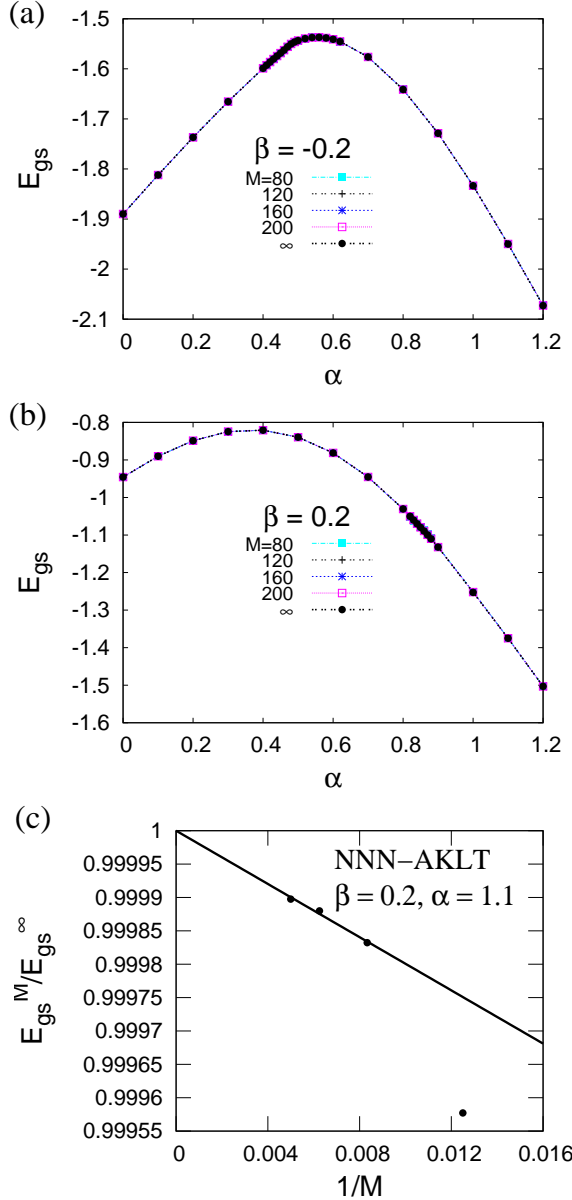 (a)
-1.5
-1.6
-1.7
-1.8
-1.9
-2
-2.1
E_gs
β = -0.2
M=80
120
160
200
∞
0 0.2 0.4 0.6 0.8 1 1.2
α
(b)
-0.8
-0.9
-1
-1.1
-1.2
-1.3
-1.4
-1.5
-1.6
E_gs
β = 0.2
M=80
120
160
200
∞
0 0.2 0.4 0.6 0.8 1 1.2
α
(c)
1
0.99995
0.9999
0.99985
0.9998
0.99975
0.9997
0.99965
0.9996
0.99955
E_gs^M/E_gs^∞
NNN−AKLT
β = 0.2, α = 1.1
0 0.004 0.008 0.012 0.016
1/M